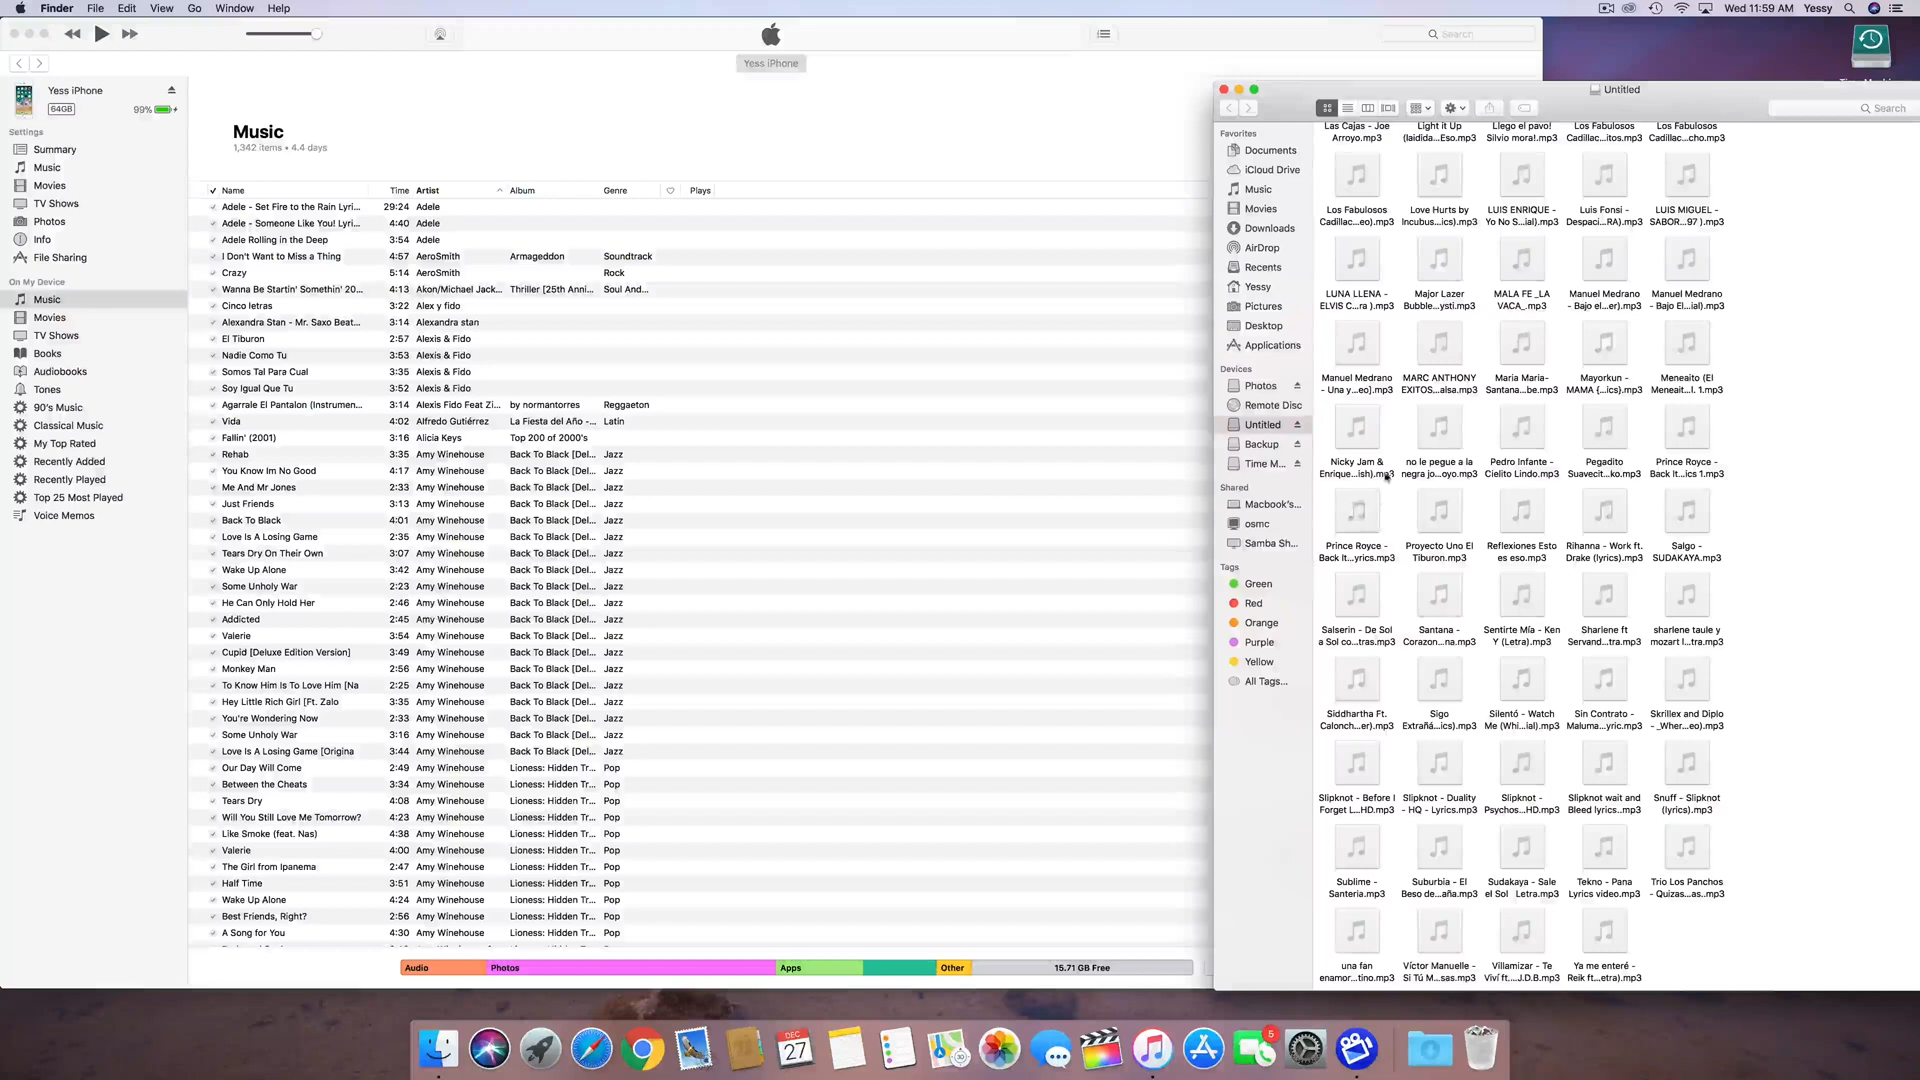 Finder File Edit View Go Window Help
Wed 11:59 AM Yessy
Search
Yess iPhone
Yess iPhone
64GB 99%
Settings
Summary
Music
Movies
TV Shows
Photos
Info
File Sharing
On My Device
Music
Movies
TV Shows
Books
Audiobooks
Tones
90's Music
Classical Music
My Top Rated
Recently Added
Recently Played
Top 25 Most Played
Voice Memos
Music
1,342 items • 4.4 days
Name Time Artist Album Genre Plays
Adele - Set Fire to the Rain Lyri... 29:24 Adele
Adele - Someone Like You! Lyri... 4:40 Adele
Adele Rolling in the Deep 3:54 Adele
I Don't Want to Miss a Thing 4:57 AeroSmith Armageddon Soundtrack
Crazy 5:14 AeroSmith Rock
Wanna Be Startin' Somethin' 20... 4:13 Akon/Michael Jack... Thriller [25th Anni... Soul And...
Cinco letras 3:22 Alex y fido
Alexandra Stan - Mr. Saxo Beat... 3:14 Alexandra stan
El Tiburon 2:57 Alexis & Fido
Nadie Como Tu 3:53 Alexis & Fido
Somos Tal Para Cual 3:35 Alexis & Fido
Soy Igual Que Tu 3:52 Alexis & Fido
Agarrale El Pantalon (Instrumen... 3:14 Alexis Fido Feat Zi... by normantorres Reggaeton
Vida 4:02 Alfredo Gutiérrez La Fiesta del Año -... Latin
Fallin' (2001) 3:16 Alicia Keys Top 200 of 2000's
Rehab 3:35 Amy Winehouse Back To Black [Del... Jazz
You Know Im No Good 4:17 Amy Winehouse Back To Black [Del... Jazz
Me And Mr Jones 2:33 Amy Winehouse Back To Black [Del... Jazz
Just Friends 3:13 Amy Winehouse Back To Black [Del... Jazz
Back To Black 4:01 Amy Winehouse Back To Black [Del... Jazz
Love Is A Losing Game 2:35 Amy Winehouse Back To Black [Del... Jazz
Tears Dry On Their Own 3:07 Amy Winehouse Back To Black [Del... Jazz
Wake Up Alone 3:42 Amy Winehouse Back To Black [Del... Jazz
Some Unholy War 2:23 Amy Winehouse Back To Black [Del... Jazz
He Can Only Hold Her 2:46 Amy Winehouse Back To Black [Del... Jazz
Addicted 2:45 Amy Winehouse Back To Black [Del... Jazz
Valerie 3:54 Amy Winehouse Back To Black [Del... Jazz
Cupid [Deluxe Edition Version] 3:49 Amy Winehouse Back To Black [Del... Jazz
Monkey Man 2:56 Amy Winehouse Back To Black [Del... Jazz
To Know Him Is To Love Him [Na 2:25 Amy Winehouse Back To Black [Del... Jazz
Hey Little Rich Girl [Ft. Zalo 3:35 Amy Winehouse Back To Black [Del... Jazz
You're Wondering Now 2:33 Amy Winehouse Back To Black [Del... Jazz
Some Unholy War 3:16 Amy Winehouse Back To Black [Del... Jazz
Love Is A Losing Game [Origina 3:44 Amy Winehouse Back To Black [Del... Jazz
Our Day Will Come 2:49 Amy Winehouse Lioness: Hidden Tr... Pop
Between the Cheats 3:34 Amy Winehouse Lioness: Hidden Tr... Pop
Tears Dry 4:08 Amy Winehouse Lioness: Hidden Tr... Pop
Will You Still Love Me Tomorrow? 4:23 Amy Winehouse Lioness: Hidden Tr... Pop
Like Smoke (feat. Nas) 4:38 Amy Winehouse Lioness: Hidden Tr... Pop
Valerie 4:00 Amy Winehouse Lioness: Hidden Tr... Pop
The Girl from Ipanema 2:47 Amy Winehouse Lioness: Hidden Tr... Pop
Half Time 3:51 Amy Winehouse Lioness: Hidden Tr... Pop
Wake Up Alone 4:24 Amy Winehouse Lioness: Hidden Tr... Pop
Best Friends, Right? 2:56 Amy Winehouse Lioness: Hidden Tr... Pop
A Song for You 4:30 Amy Winehouse Lioness: Hidden Tr... Pop
Audio Photos Apps Other 15.71 GB Free
Untitled
Search
Favorites
Documents
iCloud Drive
Music
Movies
Downloads
AirDrop
Recents
Yessy
Pictures
Desktop
Applications
Devices
Photos
Remote Disc
Untitled
Backup
Time M...
Shared
Macbook's...
osmc
Samba Sh...
Tags
Green
Red
Orange
Purple
Yellow
All Tags...
Las Cajas - Joe Light it Up Llego el pavo! Los Fabulosos Los Fabulosos
Arroyo.mp3 (laidida...Eso.mp3 Silvio mora!.mp3 Cadillac...itos.mp3 Cadillac...cho.mp3
Los Fabulosos Love Hurts by LUIS ENRIQUE - Luis Fonsi - LUIS MIGUEL -
Cadillac...eo).mp3 Incubus...ics).mp3 Yo No S...ial).mp3 Despaci...RA).mp3 SABOR...97 ).mp3
LUNA LLENA - Major Lazer MALA FE _LA Manuel Medrano Manuel Medrano
ELVIS C...ra ).mp3 Bubble...ysti.mp3 VACA_.mp3 - Bajo el...er).mp3 - Bajo El...ial).mp3
Manuel Medrano MARC ANTHONY Maria Maria- Mayorkun - Meneaito (El
- Una y...eo].mp3 EXITOS...alsa.mp3 Santana...be.mp3 MAMA {...ics}.mp3 Meneait...l. 1.mp3
Nicky Jam & no le pegue a la Pedro Infante - Pegadito Prince Royce -
Enrique...ish).mp3 negra jo...oyo.mp3 Cielito Lindo.mp3 Suavecit...ko.mp3 Back It...ics 1.mp3
Prince Royce - Proyecto Uno El Reflexiones Esto Rihanna - Work ft. Salgo -
Back It...yrics.mp3 Tiburon.mp3 es eso.mp3 Drake (lyrics).mp3 SUDAKAYA.mp3
Salserin - De Sol Santana - Sentirte Mía - Ken Sharlene ft sharlene taule y
a Sol co...tras.mp3 Corazon...na.mp3 Y (Letra).mp3 Servand...tra.mp3 mozart l...tra.mp3
Siddhartha Ft. Sigo Silentó - Watch Sin Contrato - Skrillex and Diplo
Calonch...er).mp3 Extrañá...ics).mp3 Me (Whi...ial).mp3 Maluma...yric.mp3 - _Wher...eo).mp3
Slipknot - Before I Slipknot - Duality Slipknot - Slipknot wait and Snuff - Slipknot
Forget L...HD.mp3 - HQ - Lyrics.mp3 Psychos...HD.mp3 Bleed lyrics..mp3 (lyrics).mp3
Sublime - Suburbia - El Sudakaya - Sale Tekno - Pana Trio Los Panchos
Santeria.mp3 Beso de...aña.mp3 el Sol Letra.mp3 Lyrics video.mp3 - Quizas...as..mp3
una fan Víctor Manuelle - Villamizar - Te Ya me enteré -
enamor...tino.mp3 Si Tú M...sas.mp3 Viví ft....J.D.B.mp3 Reik ft...etra).mp3
DEC
27
5